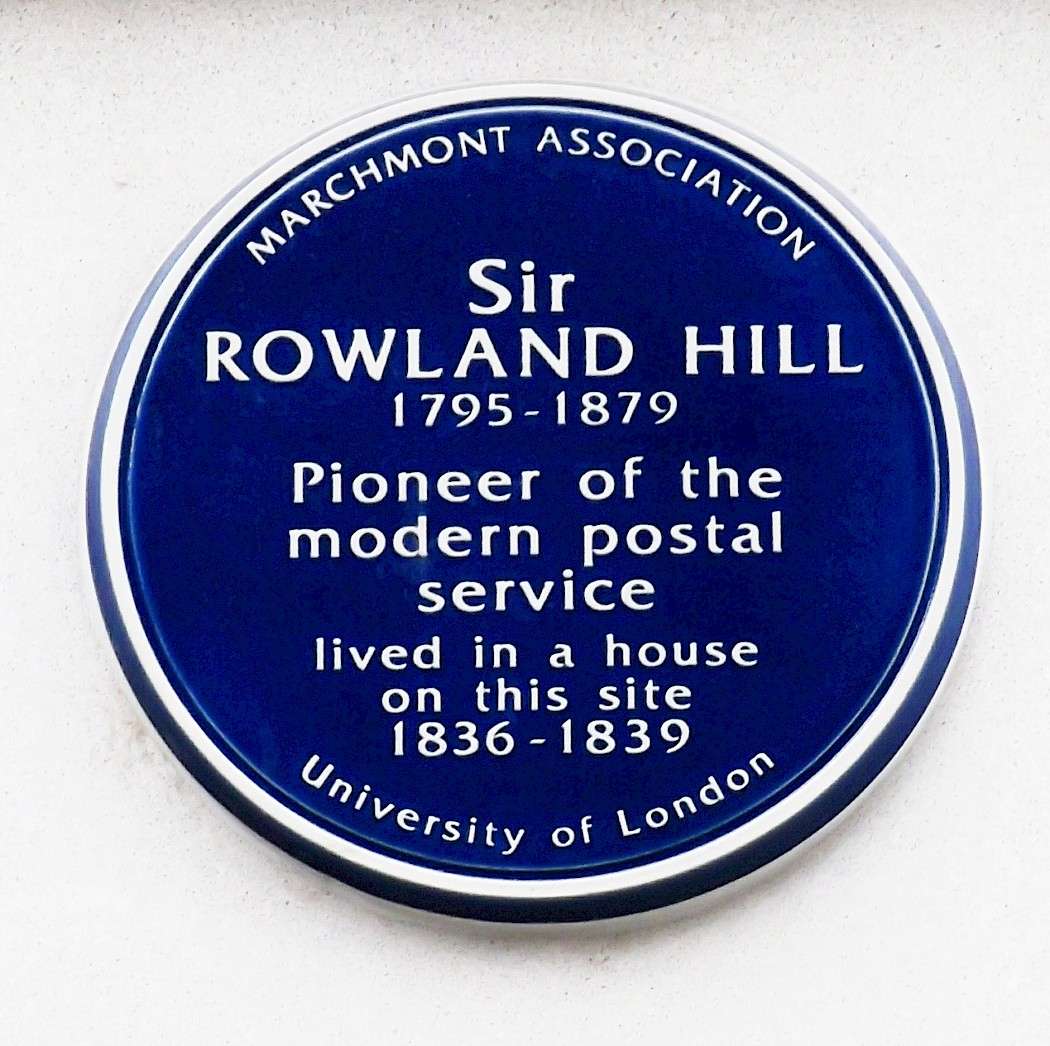 MARCHMONT ASSOCIATION
Sir
ROWLAND HILL
1795-1879
Pioneer of the
modern postal
service
lived in a house
on this site
1836-1839
University of London